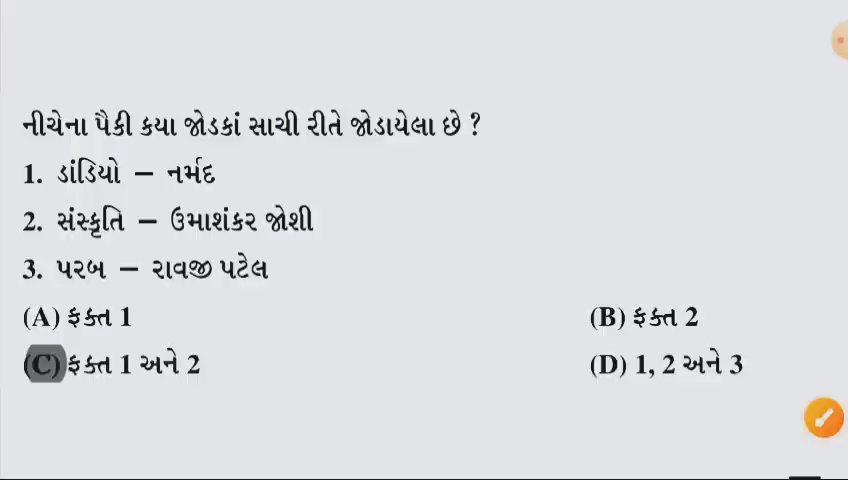 નીચેના પૈકી કયા જોડકાં સાચી રીતે જોડાયેલા છે ?
1. ડાંડિયો – નર્મદ
2. સંસ્કૃતિ – ઉમાશંકર જોશી
3. પરબ – રાવજી પટેલ
(A) ફક્ત 1 (B) ફક્ત 2
(C) ફક્ત 1 અને 2 (D) 1, 2 અને 3